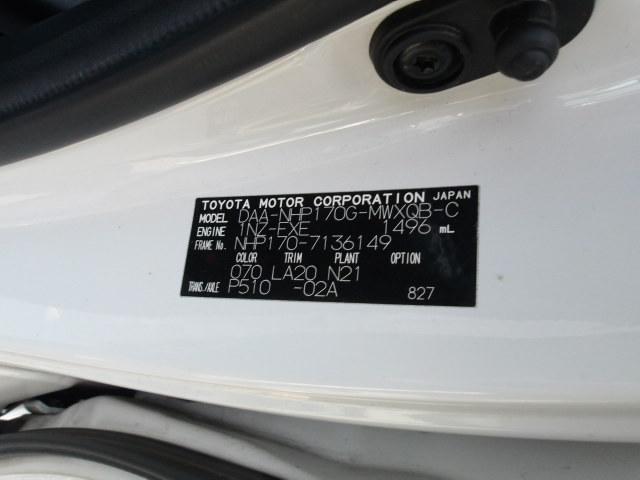 TOYOTA MOTOR CORPORATION JAPAN
MODEL DAA-NHP170G-MWXQB-C
ENGINE 1NZ-FXE 1496 mL
FRAME No. NHP170-7136149
COLOR TRIM PLANT OPTION
070 LA20 N21
TRANS./AXLE P510 -02A 827